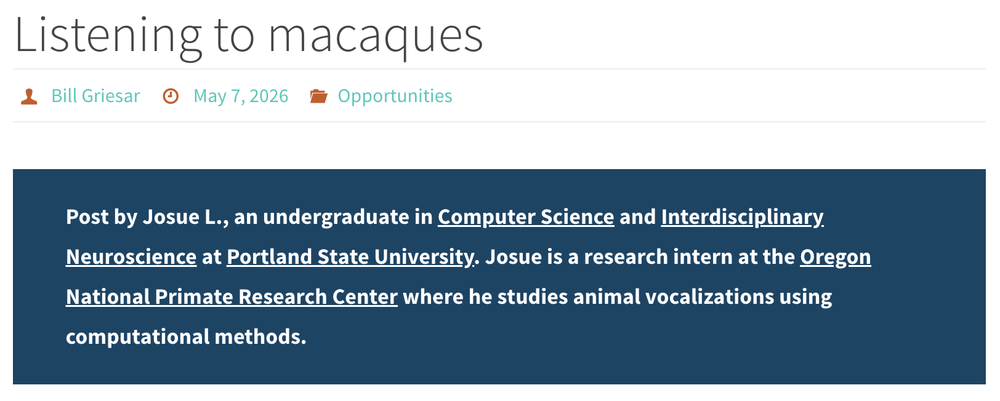 Listening to macaques
Bill Griesar May 7, 2026 Opportunities
Post by Josue L., an undergraduate in Computer Science and Interdisciplinary
Neuroscience at Portland State University. Josue is a research intern at the Oregon
National Primate Research Center where he studies animal vocalizations using
computational methods.